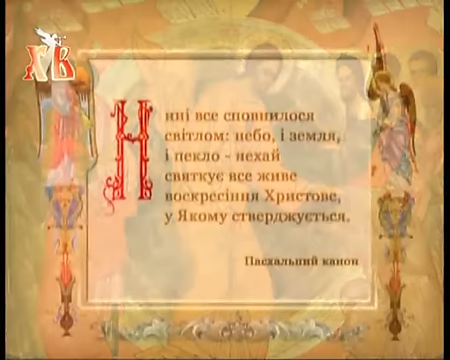 ХВ
Нині все сповнилося
світлом: небо, і земля,
і пекло - нехай
святкує все живе
воскресіння Христове,
у Якому стверджується.
Пасхальний канон